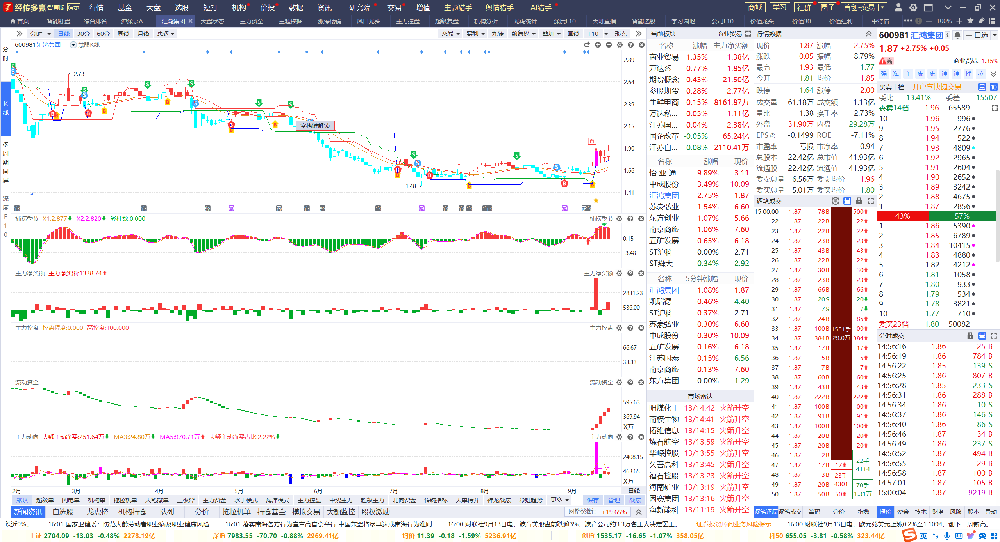 经传多赢 智尊版 演示 行情 基金 大盘 选股 短打 机构 价投 数据 资讯 研究院 交易 增值 主题猎手 舆情猎手 AI猎手 商城 学习 社群 圈子 首创-交易
首页 智能盯盘 综合排名 沪深京A... 汇鸿集团 大盘状态 主力资金 主题挖掘 涨停棱镜 风口龙头 主力控盘 超级复盘 机构分析 龙虎统计 深度F10 大咖直播 智能选股 学习园地 公司F10 价值龙头 价值30 价值红利 中特估 100%
分时 日线 30分 60分 周线 月线 更多 交易 套利 九转 前复权 叠加 画线 F10 形态
分时
K线
多周期同屏
深度F10
600981 汇鸿集团 慧眼K线
2.89
2.73
2.64
2.39
2.15
空格键解锁
自
1.90
1.66
1.48
1.41
捕捞季节 X1:2.877 X2:2.820 彩柱数:0.000 捕捞季节
0.15
-3.48
主力净买额 主力净买额:1338.74 主力净买额
2831.23
536.00
主力控盘 控盘程度:0.000 高控盘:100.000 主力控盘
66.67
33.33
流动资金 流动资金
595.63
369.94
X万
主力动向 大额主动净买:251.64万 MA3:24.80万 MA5:970.71万 大额主动净买占比:2.22% 主力动向
2408.15
463.65
X万
2月 3月 4月 5月 6月 7月 8月 9月 日线
默认 超级单 闪电单 机构单 拖拉机单 大笔撤单 三板斧 主力资金 水手模式 海洋模式 主力控盘 中线主力 超级主力 北向资金 传统指标 大单博弈 神龙战法 彩虹趋势 更多 保存 管理 战法
新闻资讯 自选股 龙虎榜 机构持仓 队列 分价 拖拉机单 持仓基金 模拟交易 大额监控 股权激励 网格诊断: +19.65%
当前板块 商业贸易
名称 涨幅 主力净买额
商业贸易 1.35% 1.38亿
万达系 0.77% 1.85亿
期货概念 0.43% 21.50亿
参股期货 0.28% 2.77亿
生鲜电商 0.15% 8161.87万
万达私... 0.05% 1.11亿
江苏国... 0.04% 2.38亿
国企改革 -0.05% 65.24亿
江苏自... -0.08% 2110.41万
名称 涨幅 现价
怡 亚 通 9.89% 3.11
中成股份 3.49% 10.09
汇鸿集团 2.75% 1.87
苏豪弘业 1.54% 6.60
东方创业 1.07% 5.66
南京商旅 1.06% 7.60
五矿发展 0.65% 6.18
ST沪科 0.00% 2.71
ST舜天 -0.34% 2.92
名称 5分钟涨幅 现价
汇鸿集团 1.08% 1.87
凯瑞德 0.46% 4.40
ST沪科 0.37% 2.71
苏豪弘业 0.30% 6.60
中成股份 0.30% 10.09
五矿发展 0.16% 6.18
江苏国泰 0.15% 6.56
南京商旅 0.13% 7.60
东方集团 0.00% 1.29
市场雷达
阳煤化工 13/14:42 火箭升空
南模生物 13/14:41 火箭升空
拓维信息 13/14:15 火箭升空
炼石航空 13/13:59 火箭升空
华嵘控股 13/13:55 火箭升空
久吾高科 13/13:45 火箭升空
福石控股 13/13:23 火箭升空
海南矿业 13/13:19 火箭升空
因赛集团 13/13:16 火箭升空
海新能科 13/11:19 火箭升空
行情数据
现价 1.87 涨幅 2.75%
涨跌 0.05 振幅 8.79%
最高 1.93 最低 1.77
今开 1.81 均价 1.85
跌停 1.64 涨停 2.00
成交量 61.18万 成交额 1.13亿
量比 1.38 换手率 2.73%
外盘 31.90万 内盘 29.28万
EPS② -0.1499 ROE -7.11%
市盈率 亏损 市净率 0.94
总股本 22.42亿 总市值 41.93亿
流通股 22.42亿 流通值 41.93亿
委卖总量 6.56万 委卖均价 1.96
委买总量 5.01万 委买均价 1.80
逐笔成交 单 量
15:00:00 1.87 78B 500
22 1.87 22B 22
23 1.87 22B 22
24 1.87 23B 23
25 1.87 43B 43
26 1.87 22B 22
27 1.87 30B 30
28 1.87 23B 23
29 1.87 66B 66
30 1.87 20S 20
31 1.87 7S 7
32 1.87 24B 85
33 1.87 100B 1551手 100
34 1.87 384B 29.0万 384
35 1.87 17B 17
36 1.87 5B 5
37 1.87 7B 7
38 1.87 60B 60
39 1.87 43B 43
40 1.87 222B 222
41 1.87 100B 100
42 1.87 91B 91
43 1.87 100B 100
44 1.87 20B 20
45 1.87 20B 20
46 1.87 2B
47 1.87 17B 17
48 1.87 3B
49 1.87 20B
50 1.87 50B 50
22手
4114
23手
4301
70手
1.31万
逐笔还原 逐笔成交 筹码 分价 指数
600981 汇鸿集团 自选
1.87 +2.75% +0.05
高 商业贸易: 1.35%
强 海 主 流 流 神 神 捕 拉
买卖十档 开户享快捷交易 量 10
委比 -13.41% 委差 -15507
委卖14档 1.96 65589
10 1.96 996
9 1.95 2776
8 1.94 522
7 1.93 4809
6 1.92 2965
5 1.91 2604
4 1.90 2652
3 1.89 3242
2 1.88 4675
1 1.87 2856
43% 57%
1 1.86 5390
2 1.85 6789
3 1.84 10415
4 1.83 4880
5 1.82 4212
6 1.81 1058
7 1.80 933
8 1.79 534
9 1.78 3821
10 1.77 710
委买23档 1.80 50082
分时成交 量
14:56:16 1.86 25 B
14:56:19 1.86 784 B
14:56:22 1.85 139 S
14:56:25 1.86 807 B
14:56:28 1.85 233 S
14:56:31 1.86 288 B
14:56:34 1.86 10 S
14:56:37 1.86 146 S
14:56:40 1.86 86 S
14:56:46 1.87 34 B
14:56:49 1.86 237 S
14:56:52 1.87 494 B
14:56:55 1.87 29 B
14:56:58 1.87 100 B
14:57:01 1.87 105 B
15:00:04 1.87 9219 B
报价 资金 技术 财务 风险 股本 异动
跌近9%。 16:01 国家卫健委：防范大龄劳动者职业病及职业健康风险 16:01 落实南海各方行为宣言高官会举行 中国东盟将尽早达成南海行为准则 16:00 财联社9月13日电，波音美股盘前跌逾3%，波音公司约3.3万名工人决定罢工。 证券投资顾问业务风险提示 16:00 财联社9月13日电，欧元兑美元上涨0.2%至1.1094，创下一周新高。
上证 2704.09 -13.03 -0.48% 2278.19亿 深指 7983.55 -70.70 -0.88% 2969.41亿 均价 11.39 -0.18 -1.59% 5236.91亿 创指 1535.17 -16.65 -1.07% 358.05亿 科50 655.05 -3.81 -0.58% 323.44亿 英